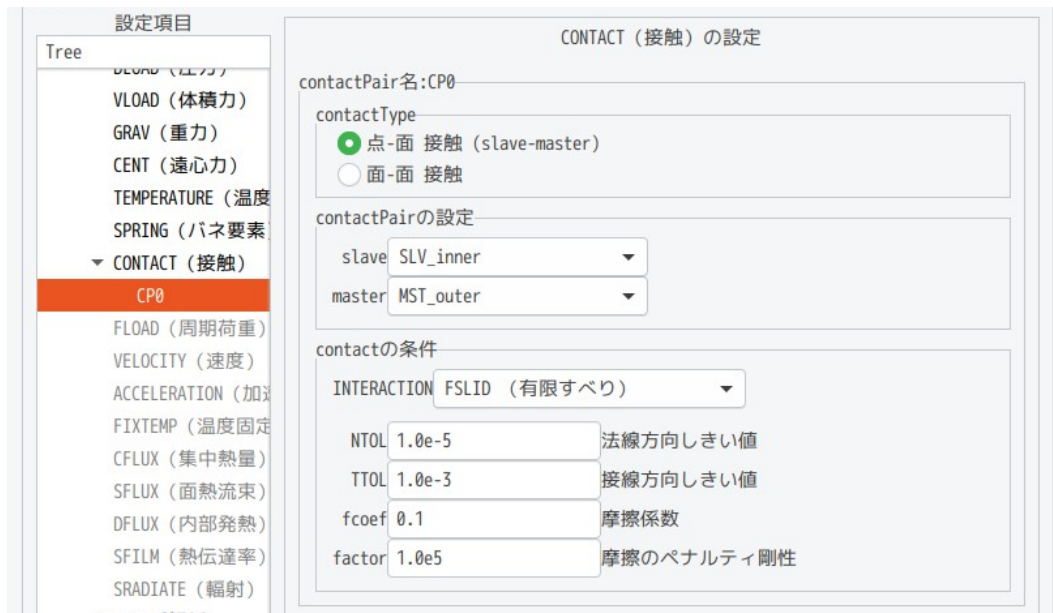 設定項目
Tree
VLOAD (体積力)
GRAV (重力)
CENT (遠心力)
TEMPERATURE (温度
SPRING (バネ要素
CONTACT (接触)
CP0
FLOAD (周期荷重)
VELOCITY (速度)
ACCELERATION (加速
FIXTEMP (温度固定
CFLUX (集中熱量)
SFLUX (面熱流束)
DFLUX (内部発熱)
SFILM (熱伝達率)
SRADIATE (輻射)
CONTACT (接触) の設定
contactPair名:CP0
contactType
点-面 接触 (slave-master)
面-面 接触
contactPairの設定
slave SLV_inner
master MST_outer
contactの条件
INTERACTION FSLID (有限すべり)
NTOL 1.0e-5 法線方向しきい値
TTOL 1.0e-3 接線方向しきい値
fcoef 0.1 摩擦係数
factor 1.0e5 摩擦のペナルティ剛性